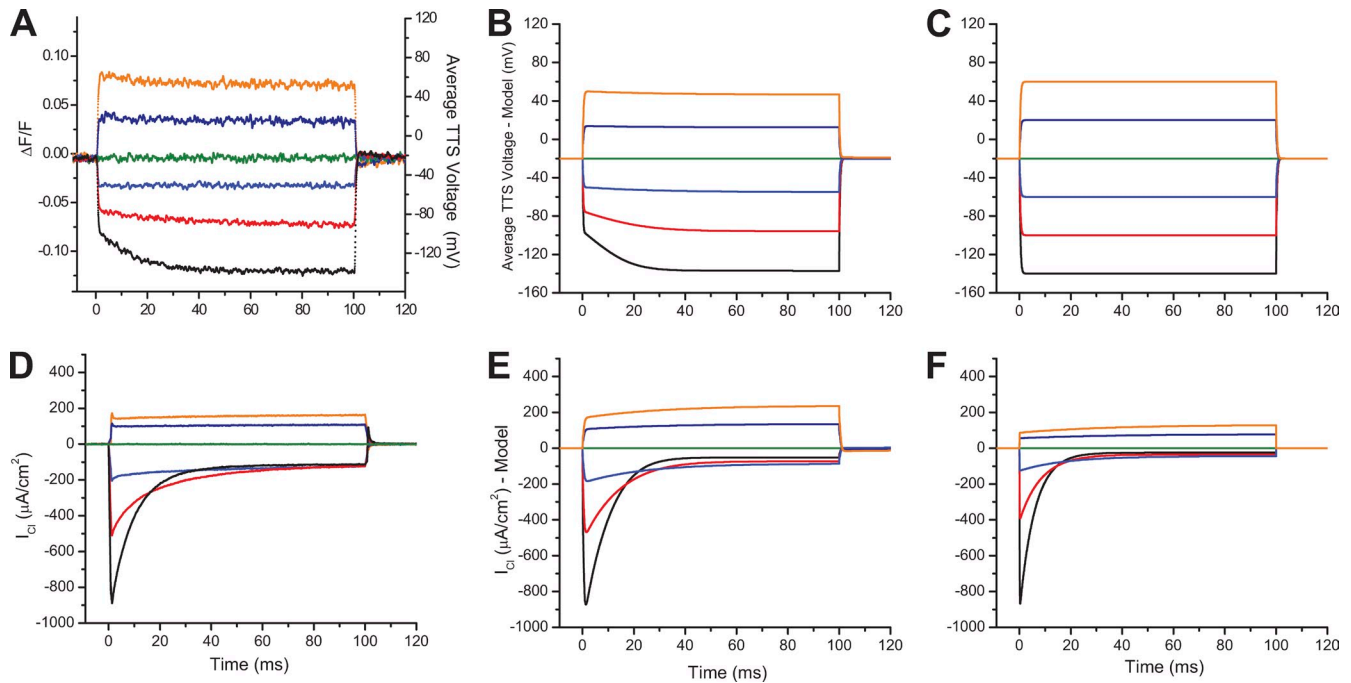 A
ΔF/F
0.10
0.05
0.00
-0.05
-0.10
120
80
40
0
-40
-80
-120
Average TTS Voltage (mV)
0 20 40 60 80 100 120
B
Average TTS Voltage - Model (mV)
120
80
40
0
-40
-80
-120
-160
0 20 40 60 80 100 120
C
120
80
40
0
-40
-80
-120
-160
0 20 40 60 80 100 120
D
I_Cl (μA/cm²)
400
200
0
-200
-400
-600
-800
-1000
0 20 40 60 80 100 120
Time (ms)
E
I_Cl (μA/cm²) - Model
400
200
0
-200
-400
-600
-800
-1000
0 20 40 60 80 100 120
Time (ms)
F
400
200
0
-200
-400
-600
-800
-1000
0 20 40 60 80 100 120
Time (ms)